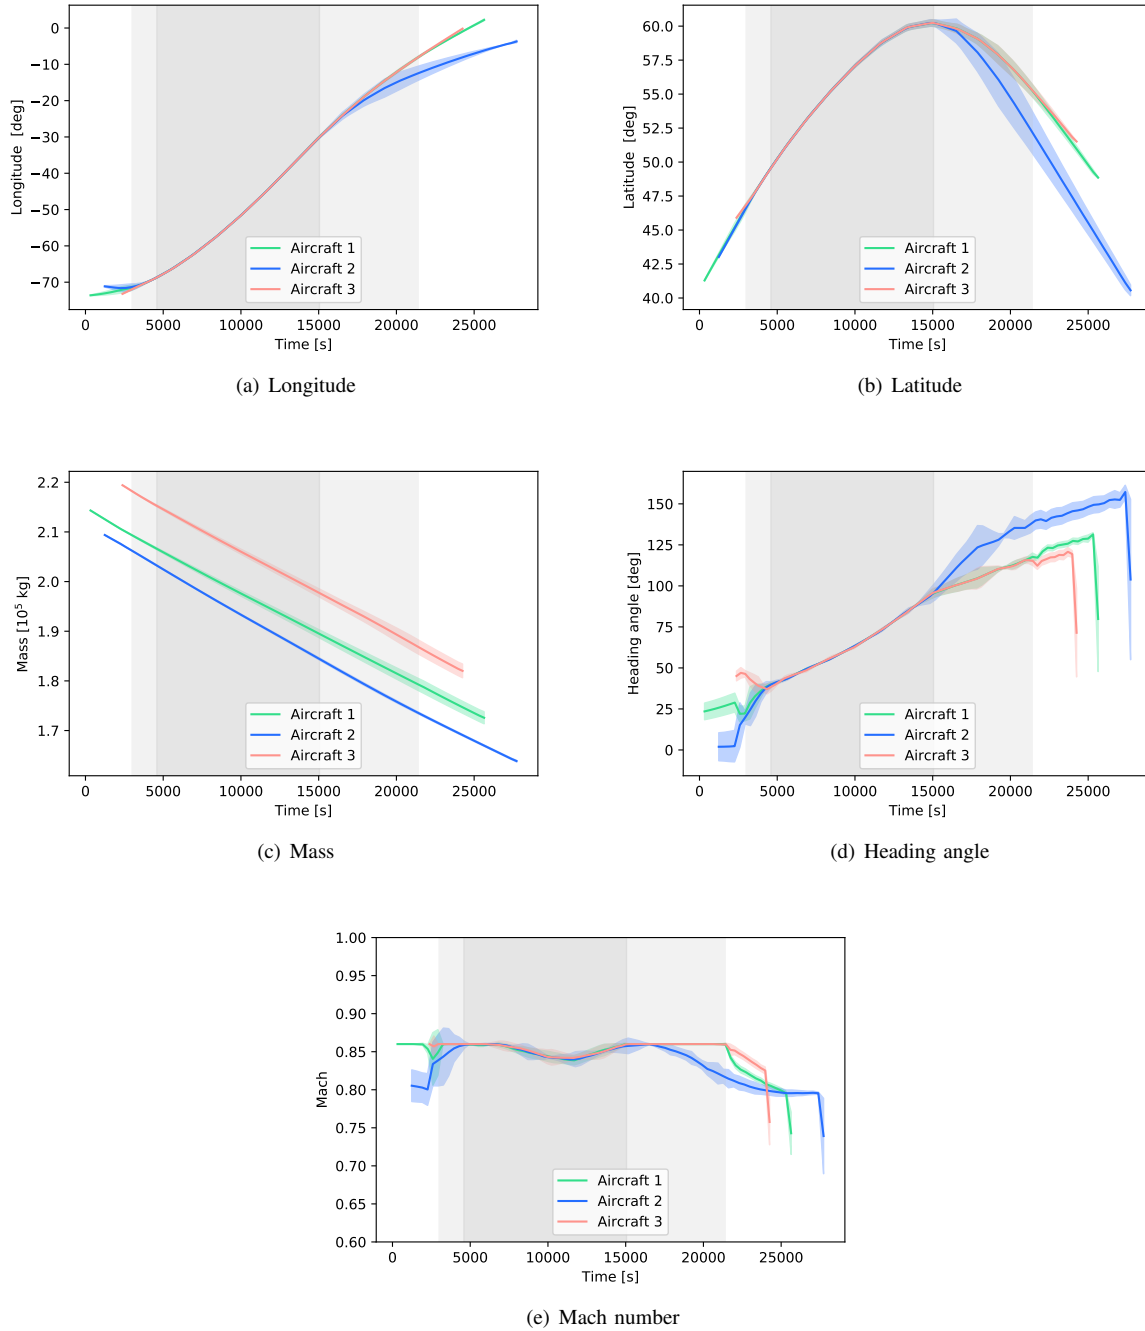 0
−10
−20
−30
−40
−50
−60
−70
Longitude [deg]
Aircraft 1
Aircraft 2
Aircraft 3
0 5000 10000 15000 20000 25000
Time [s]
(a) Longitude
60.0
57.5
55.0
52.5
50.0
47.5
45.0
42.5
40.0
Latitude [deg]
Aircraft 1
Aircraft 2
Aircraft 3
0 5000 10000 15000 20000 25000
Time [s]
(b) Latitude
2.2
2.1
2.0
1.9
1.8
1.7
Mass [10⁵ kg]
Aircraft 1
Aircraft 2
Aircraft 3
0 5000 10000 15000 20000 25000
Time [s]
(c) Mass
150
125
100
75
50
25
0
Heading angle [deg]
Aircraft 1
Aircraft 2
Aircraft 3
0 5000 10000 15000 20000 25000
Time [s]
(d) Heading angle
1.00
0.95
0.90
0.85
0.80
0.75
0.70
0.65
0.60
Mach
Aircraft 1
Aircraft 2
Aircraft 3
0 5000 10000 15000 20000 25000
Time [s]
(e) Mach number